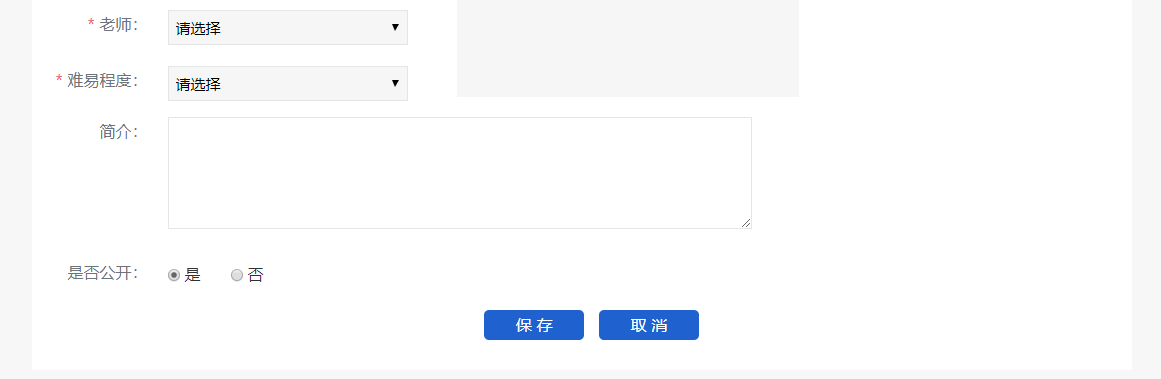 * 老师： 请选择
* 难易程度： 请选择
简介：
是否公开： 是 否
保 存 取 消